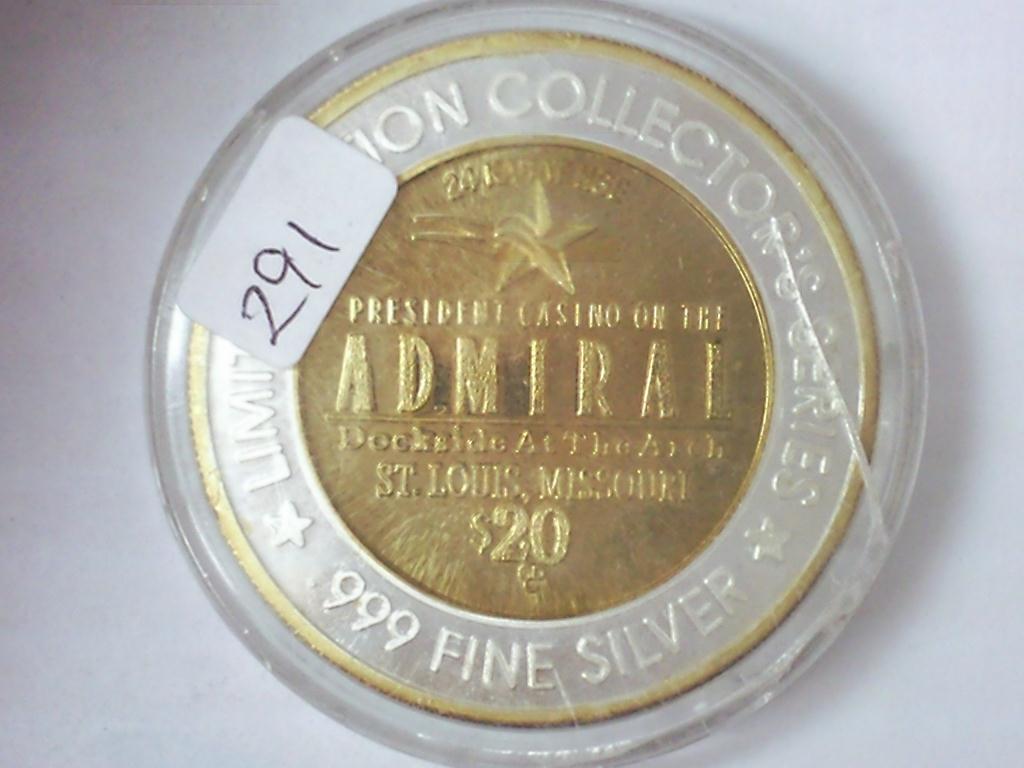 291
LIMIT
ION COLLECTOR'S SERIES
PRESIDENT CASINO ON THE
ADMIRAL
Dockside At The Arch
ST. LOUIS, MISSOURI
$20
.999 FINE SILVER